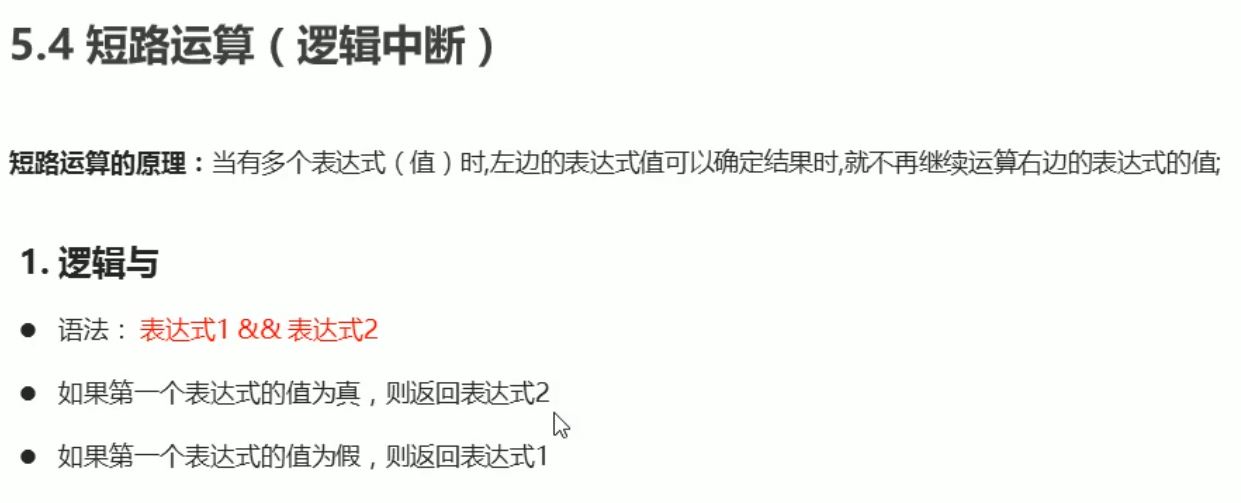 5.4 短路运算（逻辑中断）
短路运算的原理：当有多个表达式（值）时,左边的表达式值可以确定结果时,就不再继续运算右边的表达式的值;
1. 逻辑与
● 语法： 表达式1 && 表达式2
● 如果第一个表达式的值为真，则返回表达式2
● 如果第一个表达式的值为假，则返回表达式1